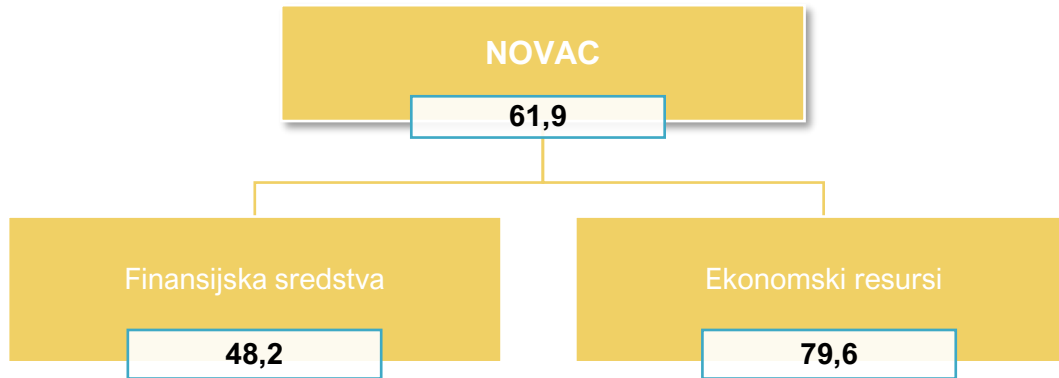 NOVAC
61,9
Finansijska sredstva
48,2
Ekonomski resursi
79,6